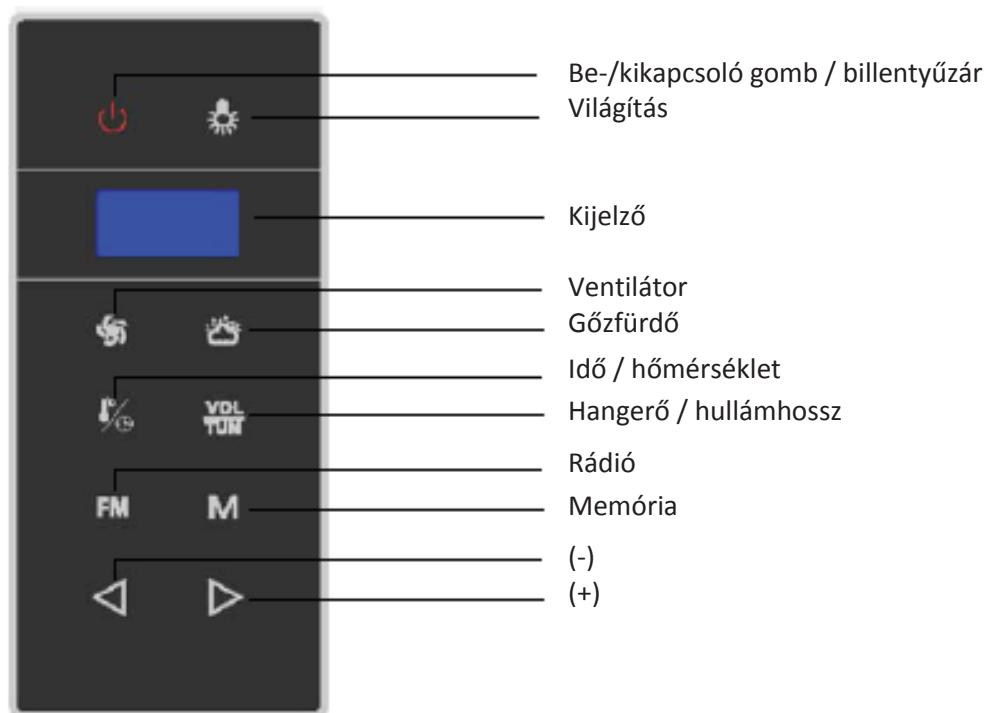 Be-/kikapcsoló gomb / billentyűzár
Világítás
Kijelző
Ventilátor
Gőzfürdő
Idő / hőmérséklet
VOL
TUN
Hangerő / hullámhossz
Rádió
FM M
Memória
(-)
(+)